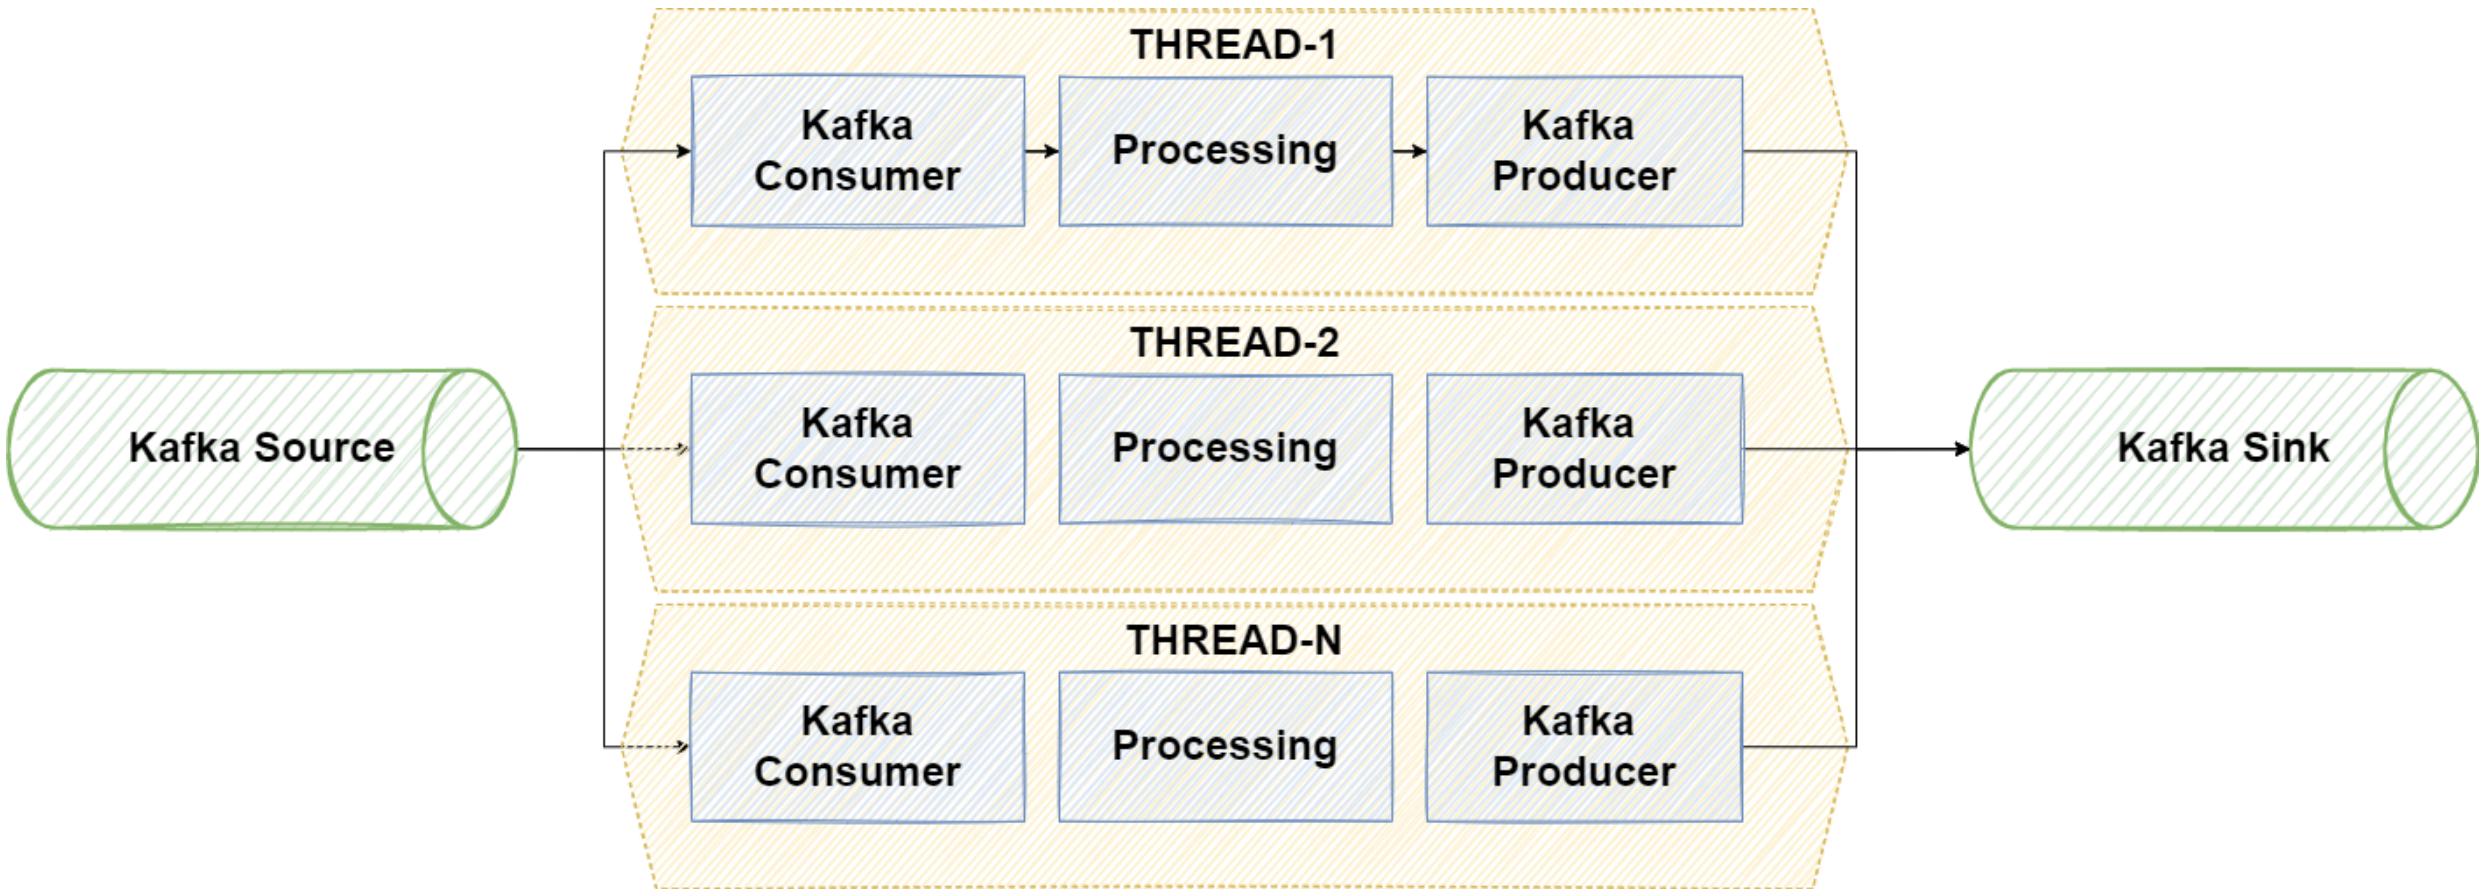 THREAD-1
Kafka
Consumer
Processing
Kafka
Producer
THREAD-2
Kafka Source
Kafka
Consumer
Processing
Kafka
Producer
Kafka Sink
THREAD-N
Kafka
Consumer
Processing
Kafka
Producer